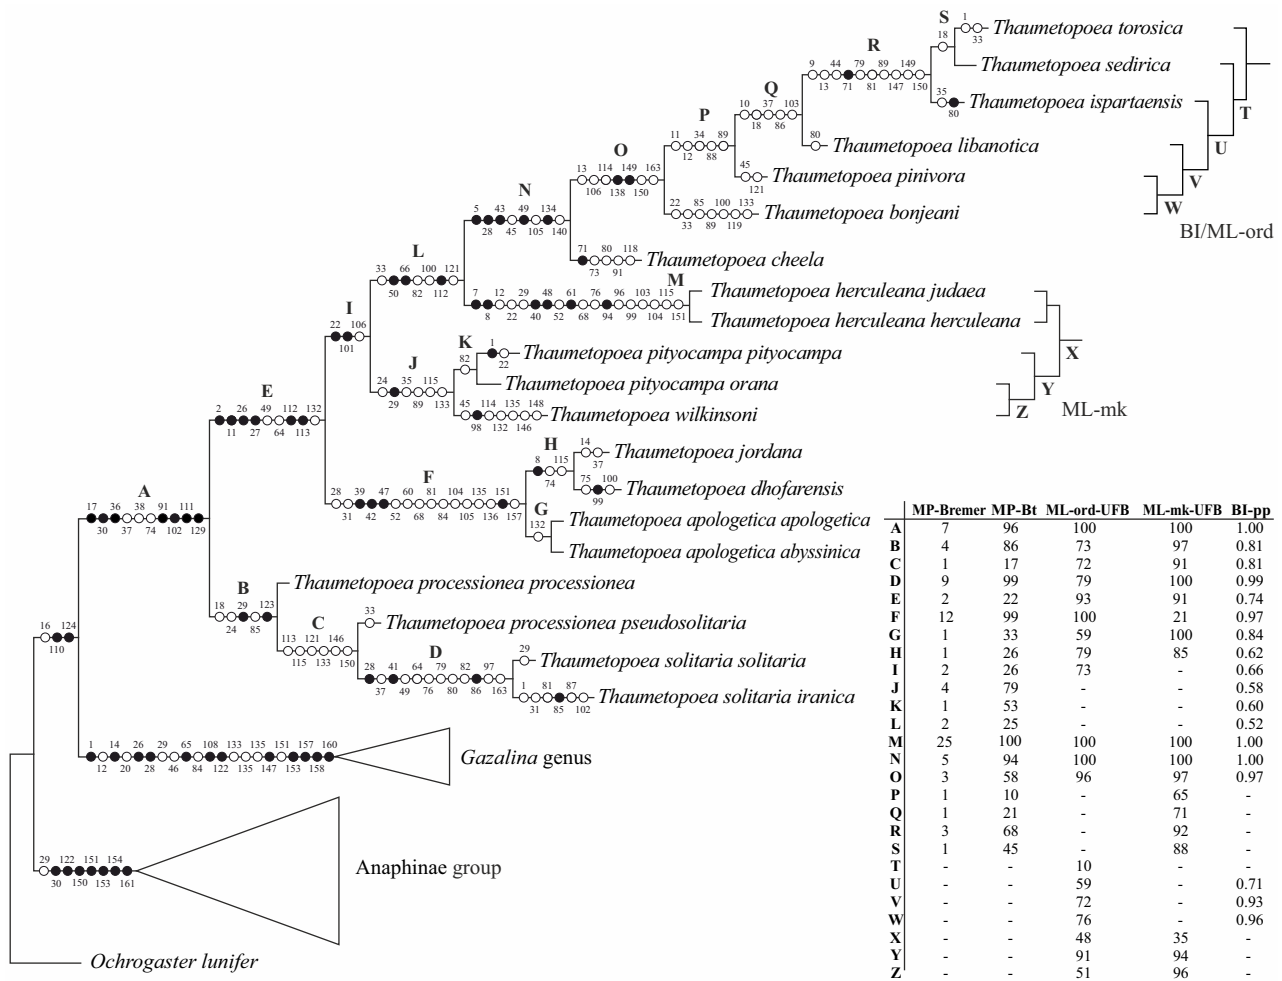 S 1 33 Thaumetopoea torosica
18
Thaumetopoea sedirica
R 9 44 79 89 149
13 71 81 147 150
35 80 Thaumetopoea ispartaensis
Q 10 37 103
18 86
80 Thaumetopoea libanotica
P 11 34 89
12 88
45 121 Thaumetopoea pinivora
O 13 114 149 163
106 138 150
22 85 100 133
33 89 119
Thaumetopoea bonjeani
N 5 43 49 134
28 45 105 140
71 80 118
73 91
Thaumetopoea cheela
L 33 66 100 121
50 82 112
M
7 12 29 48 61 76 96 103 115
8 22 40 52 68 94 99 104 151
Thaumetopoea herculeana judaea
Thaumetopoea herculeana herculeana
I 22 106
101
K 82
1 22 Thaumetopoea pityocampa pityocampa
Thaumetopoea pityocampa orana
J 24 35 115
29 89 133
45 114 135 148
98 132 146
Thaumetopoea wilkinsoni
E 2 26 49 112 132
11 27 64 113
H 8 115
74
14 37 Thaumetopoea jordana
75 100
99
Thaumetopoea dhofarensis
F 28 39 47 60 81 104 135 151
31 42 52 68 84 105 136 157
G 132
Thaumetopoea apologetica apologetica
Thaumetopoea apologetica abyssinica
A 17 36 38 91 111
30 37 74 102 129
B 18 29 123
24 85
Thaumetopoea processionea processionea
C 113 121 146
115 133 150
33 Thaumetopoea processionea pseudosolitaria
D 28 41 64 79 82 97
37 49 76 80 86 163
29 Thaumetopoea solitaria solitaria
1 81 87
31 85 102
Thaumetopoea solitaria iranica
16 124
110
1 14 26 29 65 108 133 135 151 157 160
12 20 28 46 84 122 135 147 153 158
Gazalina genus
29 122 151 154
30 150 153 161
Anaphinae group
Ochrogaster lunifer
T
U
V
W
BI/ML-ord
X
Y
Z
ML-mk
MP-Bremer MP-Bt ML-ord-UFB ML-mk-UFB BI-pp
A 7 96 100 100 1.00
B 4 86 73 97 0.81
C 1 17 72 91 0.81
D 9 99 79 100 0.99
E 2 22 93 91 0.74
F 12 99 100 21 0.97
G 1 33 59 100 0.84
H 1 26 79 85 0.62
I 2 26 73 - 0.66
J 4 79 - - 0.58
K 1 53 - - 0.60
L 2 25 - - 0.52
M 25 100 100 100 1.00
N 5 94 100 100 1.00
O 3 58 96 97 0.97
P 1 10 - 65 -
Q 1 21 - 71 -
R 3 68 - 92 -
S 1 45 - 88 -
T - - 10 - -
U - - 59 - 0.71
V - - 72 - 0.93
W - - 76 - 0.96
X - - 48 35 -
Y - - 91 94 -
Z - - 51 96 -